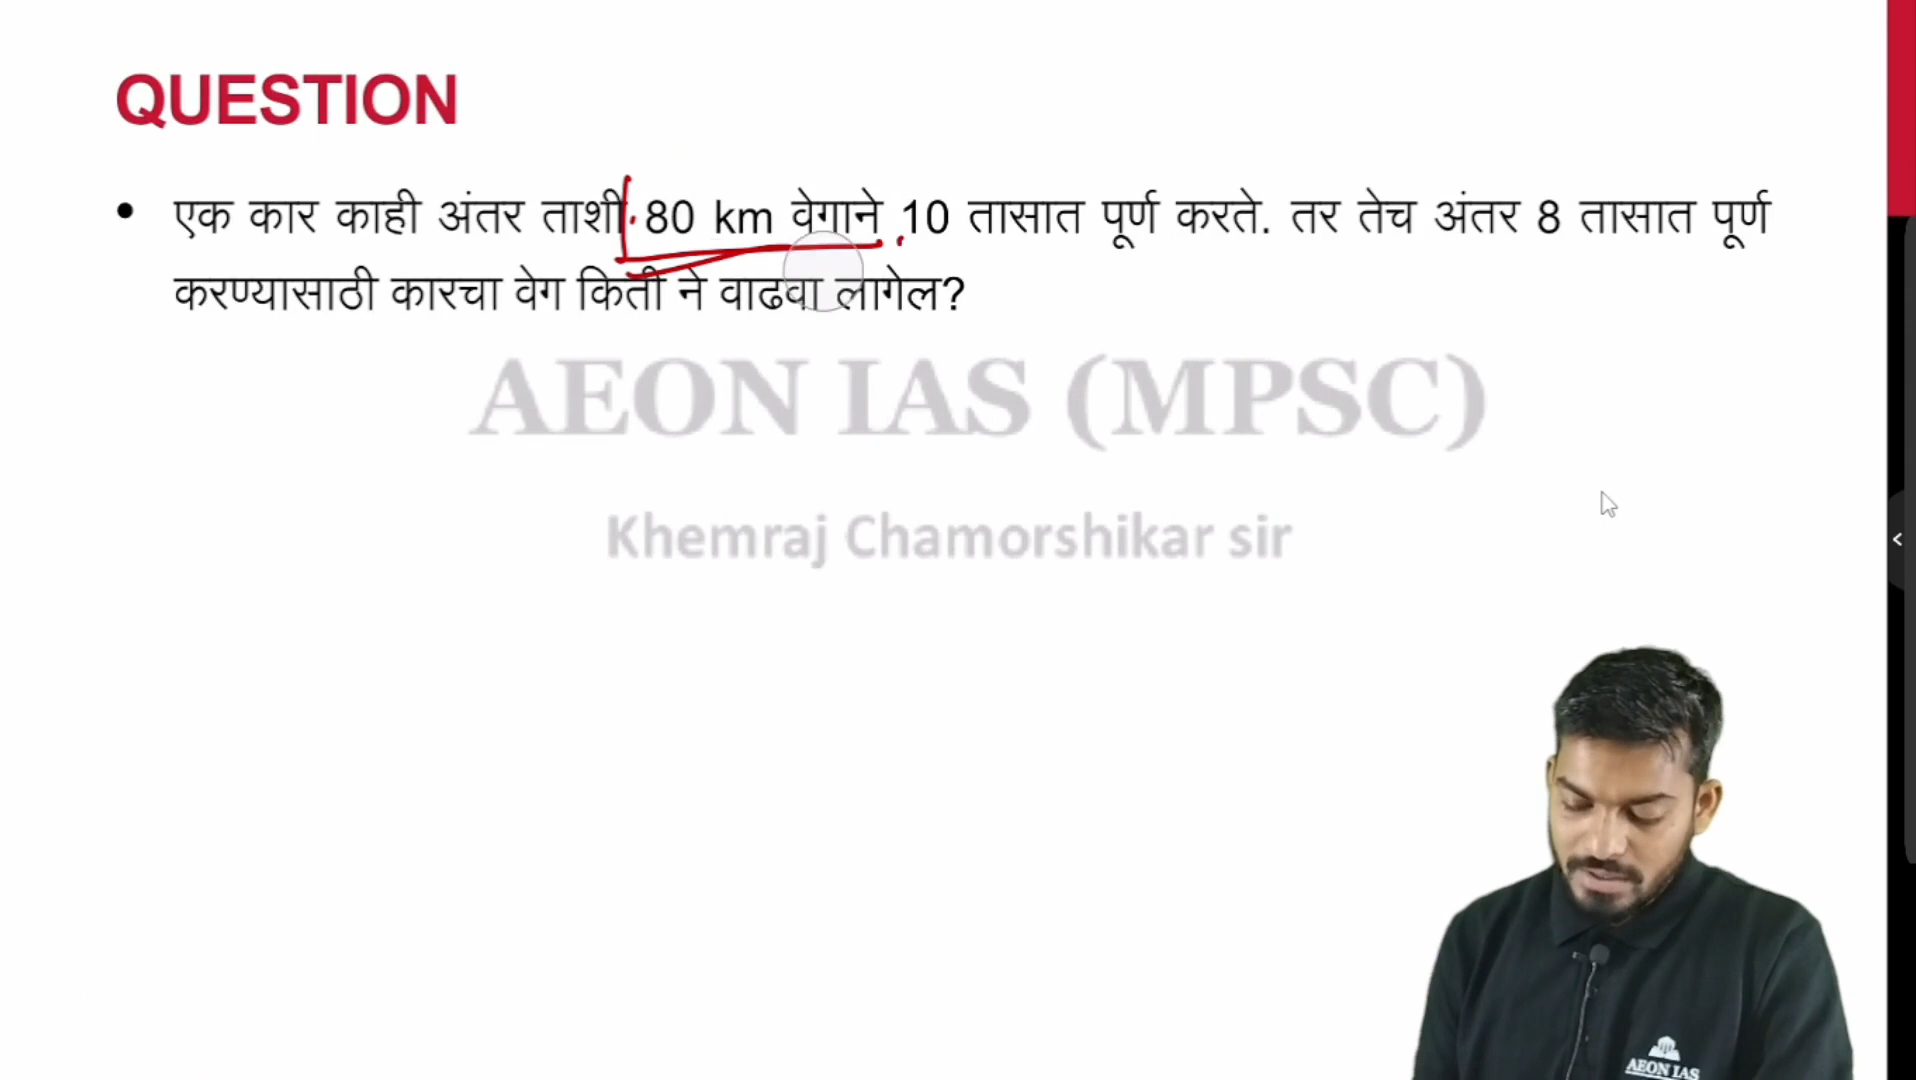 QUESTION
• एक कार काही अंतर ताशी 80 km वेगाने 10 तासात पूर्ण करते. तर तेच अंतर 8 तासात पूर्ण
करण्यासाठी कारचा वेग किती ने वाढवा लागेल?
AEON IAS (MPSC)
Khemraj Chamorshikar sir
AEON IAS